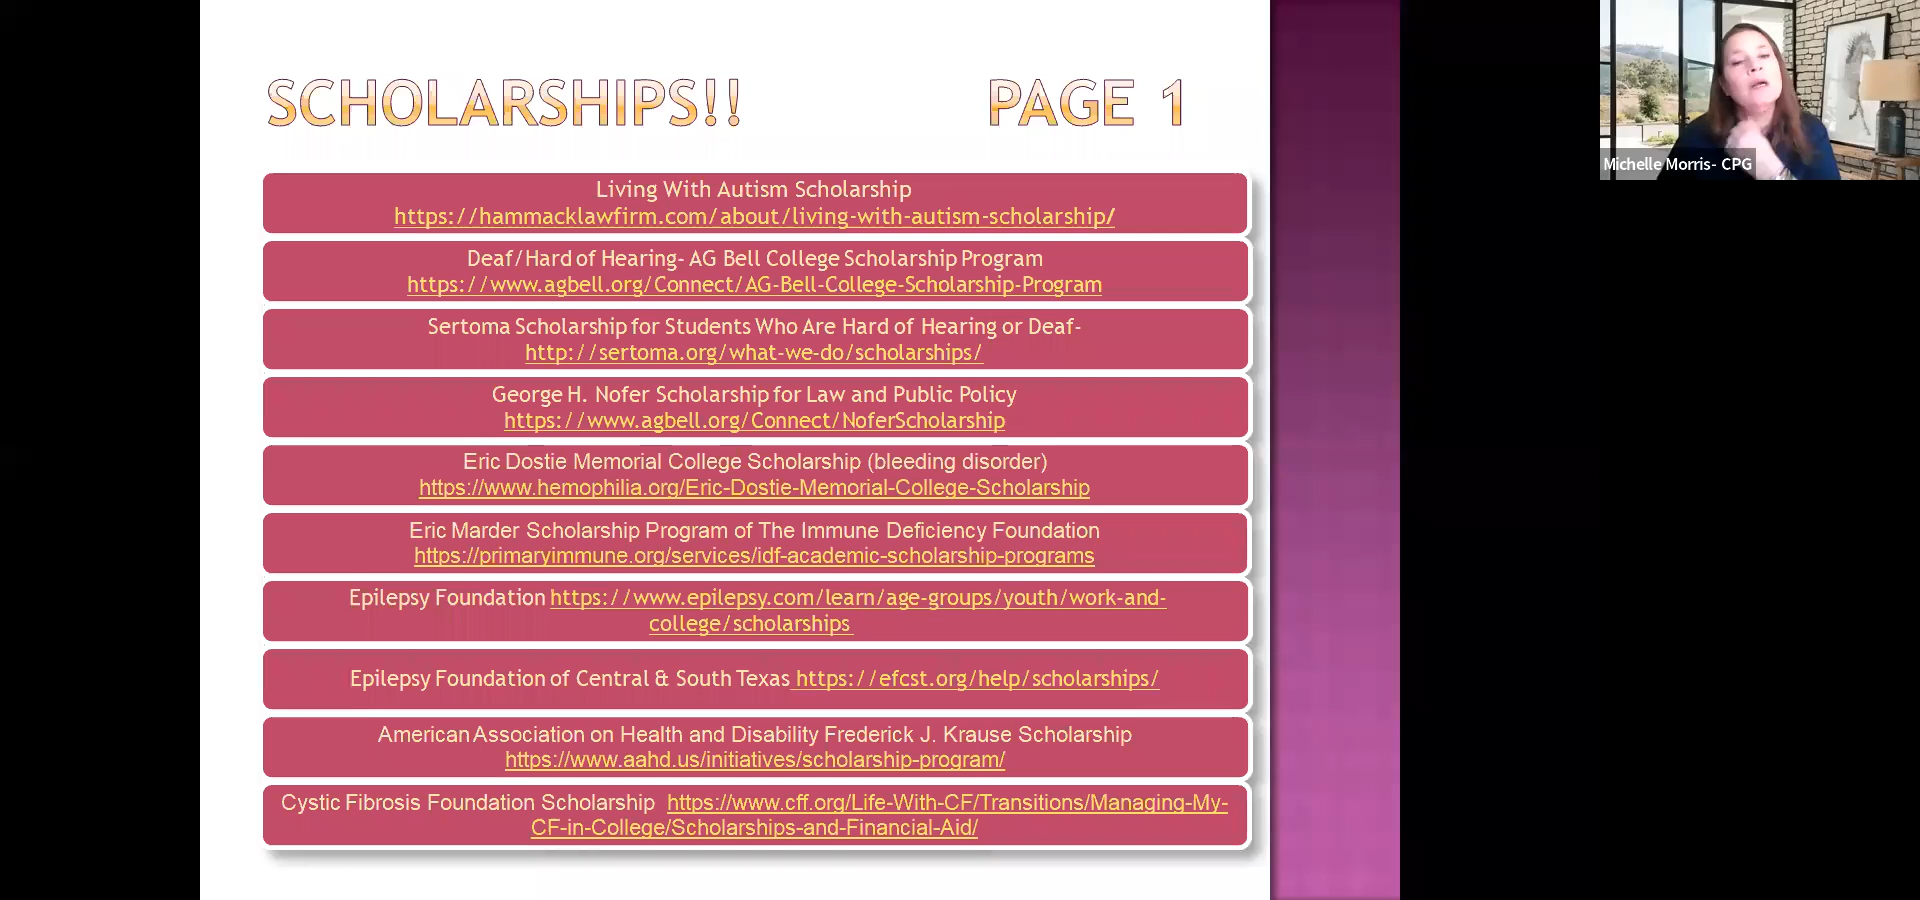 SCHOLARSHIPS!! PAGE 1
Michelle Morris- CPG
Living With Autism Scholarship
https://hammacklawfirm.com/about/living-with-autism-scholarship/
Deaf/Hard of Hearing- AG Bell College Scholarship Program
https://www.agbell.org/Connect/AG-Bell-College-Scholarship-Program
Sertoma Scholarship for Students Who Are Hard of Hearing or Deaf-
http://sertoma.org/what-we-do/scholarships/
George H. Nofer Scholarship for Law and Public Policy
https://www.agbell.org/Connect/NoferScholarship
Eric Dostie Memorial College Scholarship (bleeding disorder)
https://www.hemophilia.org/Eric-Dostie-Memorial-College-Scholarship
Eric Marder Scholarship Program of The Immune Deficiency Foundation
https://primaryimmune.org/services/idf-academic-scholarship-programs
Epilepsy Foundation https://www.epilepsy.com/learn/age-groups/youth/work-and-
college/scholarships
Epilepsy Foundation of Central & South Texas https://efcst.org/help/scholarships/
American Association on Health and Disability Frederick J. Krause Scholarship
https://www.aahd.us/initiatives/scholarship-program/
Cystic Fibrosis Foundation Scholarship https://www.cff.org/Life-With-CF/Transitions/Managing-My-
CF-in-College/Scholarships-and-Financial-Aid/